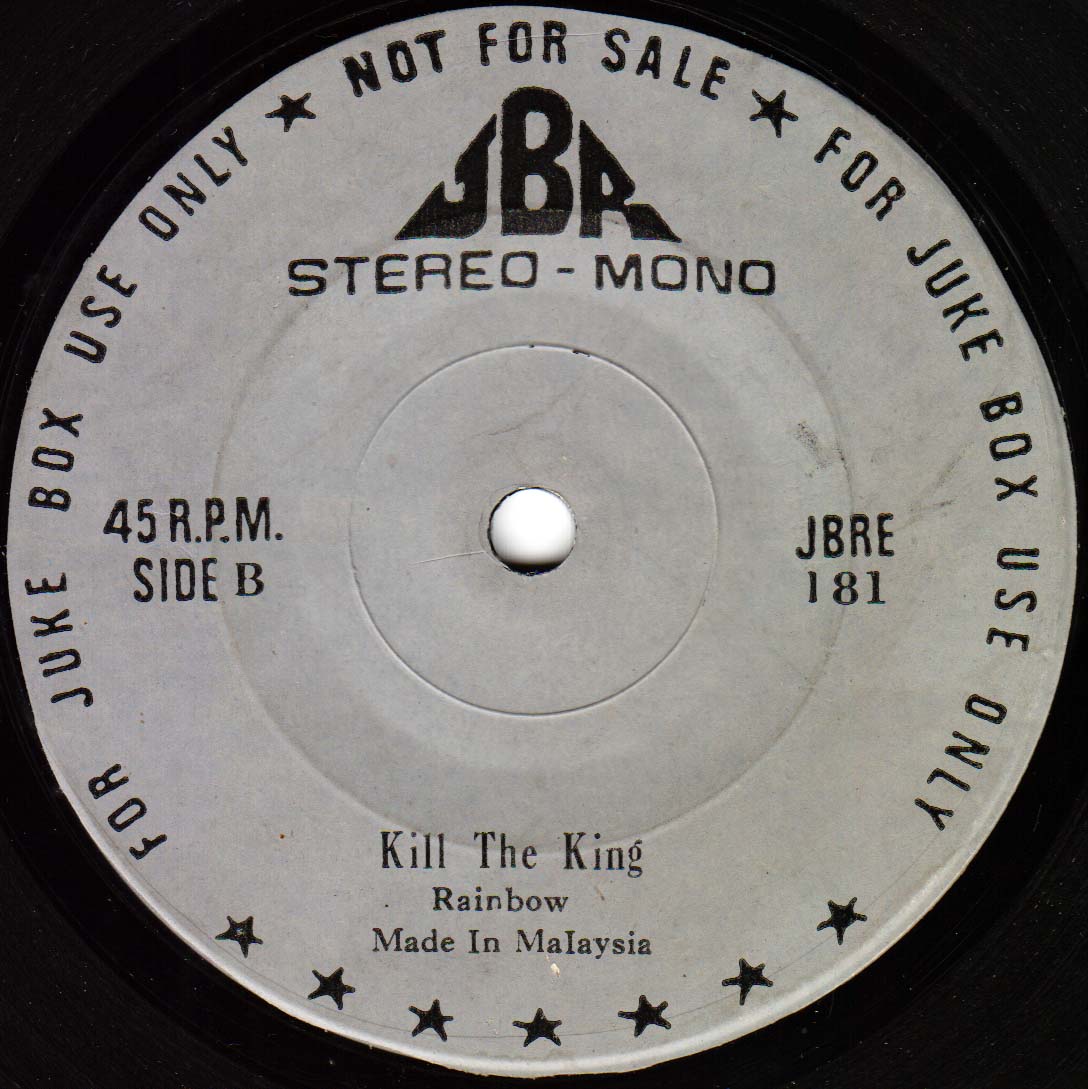 NOT FOR SALE
FOR JUKE BOX USE ONLY
FOR JUKE BOX USE ONLY
JBR
STEREO - MONO
45 R.P.M.
SIDE B
JBRE
181
Kill The King
Rainbow
Made In MaIaysia